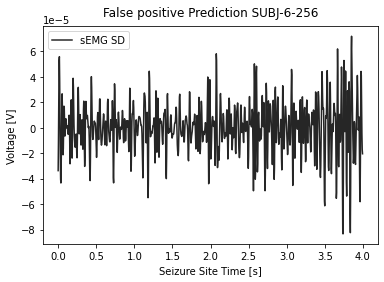 False positive Prediction SUBJ-6-256
1e−5
sEMG SD
6
4
2
0
−2
−4
−6
−8
Voltage [V]
0.0 0.5 1.0 1.5 2.0 2.5 3.0 3.5 4.0
Seizure Site Time [s]